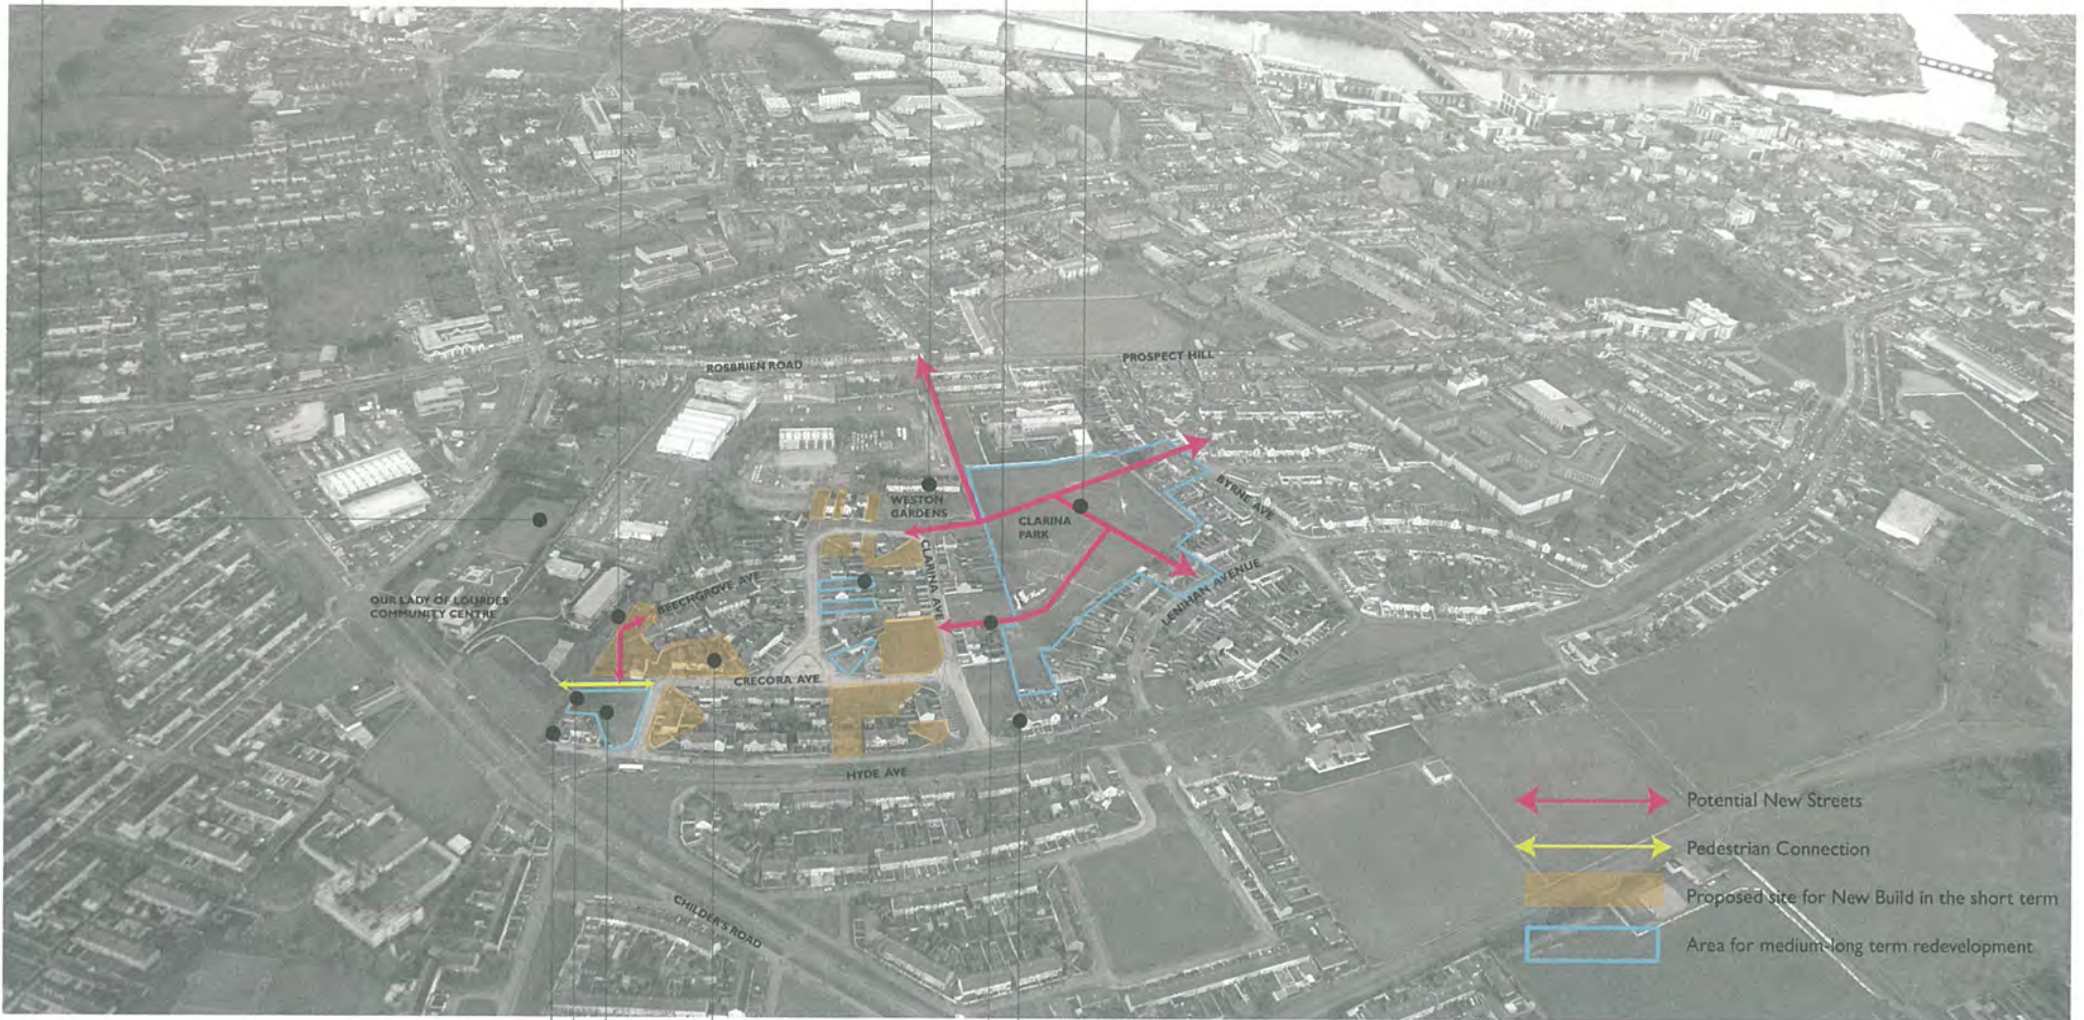 ROSBRIEN ROAD
PROSPECT HILL
WESTON
GARDENS
CLARINA
PARK
BYRNE AVE
CLARINA AVE
LENIHAN AVENUE
BEECHGROVE AVE
OUR LADY OF LOURDES
COMMUNITY CENTRE
CRECORA AVE
HYDE AVE
CHILDER'S ROAD
Potential New Streets
Pedestrian Connection
Proposed site for New Build in the short term
Area for medium-long term redevelopment